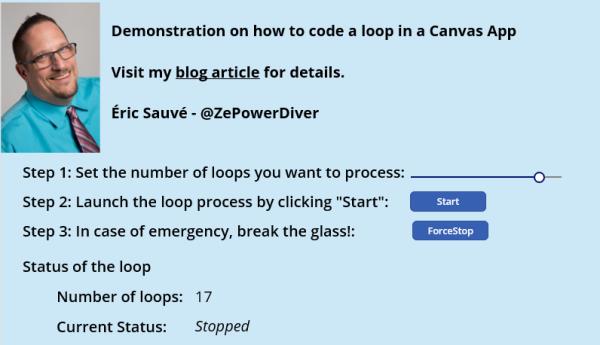 Demonstration on how to code a loop in a Canvas App
Visit my blog article for details.
Éric Sauvé - @ZePowerDiver
Step 1: Set the number of loops you want to process:
Step 2: Launch the loop process by clicking "Start":
Start
Step 3: In case of emergency, break the glass!:
ForceStop
Status of the loop
Number of loops: 17
Current Status: Stopped